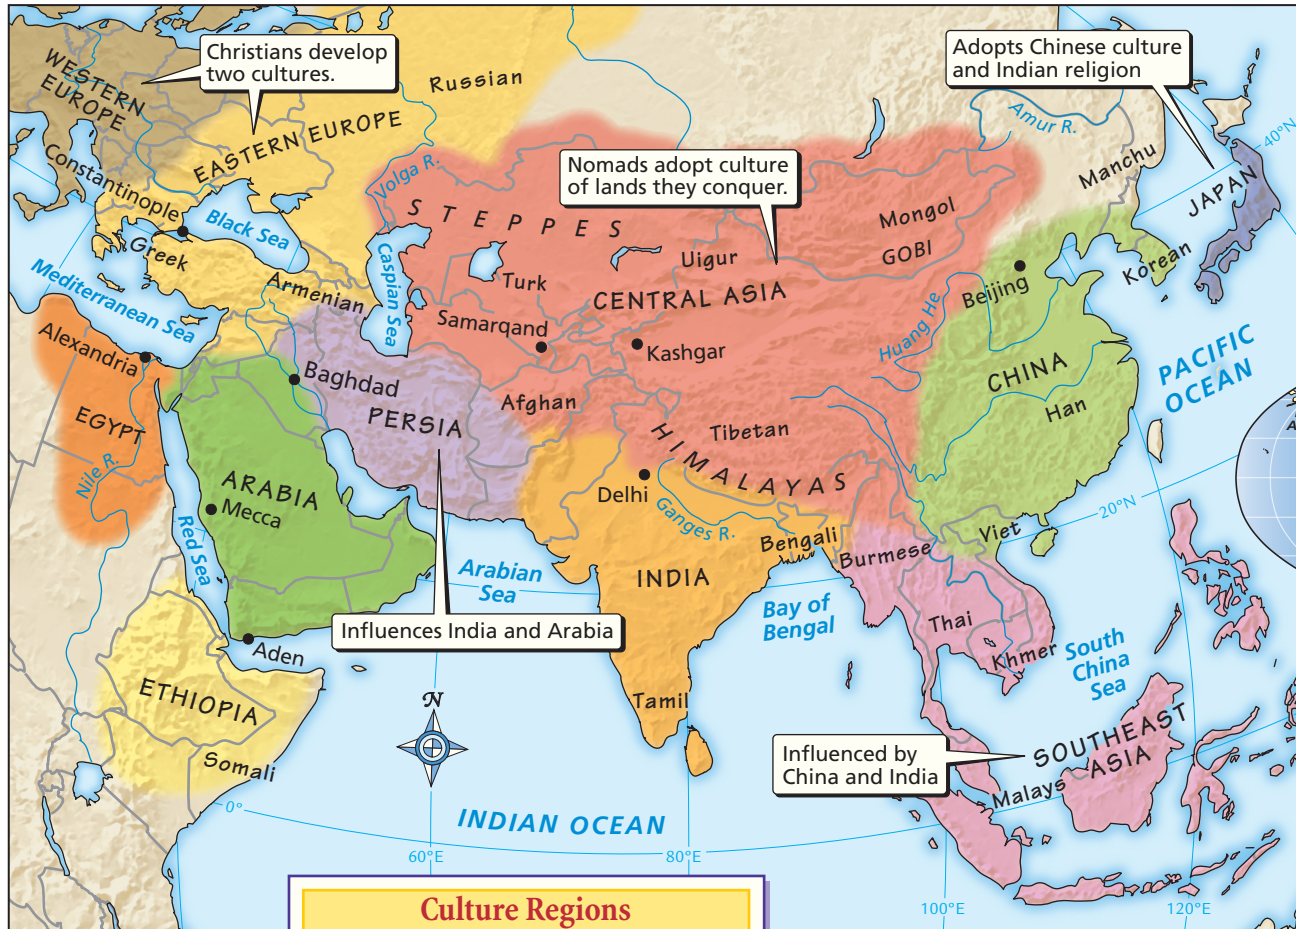 Christians develop
two cultures.
Adopts Chinese culture
and Indian religion
WESTERN
EUROPE
Russian
EASTERN EUROPE
Amur R.
40°N
Constantinople
Volga R.
Nomads adopt culture
of lands they conquer.
Manchu
JAPAN
Black Sea
STEPPES
Mongol
GOBI
Uigur
Korean
Greek
Mediterranean Sea
Armenian
Caspian Sea
Turk
CENTRAL ASIA
Beijing
Huang He
Samarqand
Kashgar
Alexandria
Baghdad
PERSIA
Afghan
CHINA
Han
PACIFIC
OCEAN
A
EGYPT
Nile R.
HIMALAYAS
Tibetan
ARABIA
Mecca
Red Sea
Delhi
Ganges R.
Bengali
20°N
Viet
Burmese
Arabian
Sea
INDIA
Bay of
Bengal
Influences India and Arabia
Thai
Khmer
South
China
Sea
Aden
ETHIOPIA
Tamil
N
Somali
Influenced by
China and India
SOUTHEAST
ASIA
Malays
0°
INDIAN OCEAN
60°E
80°E
100°E
120°E
Culture Regions